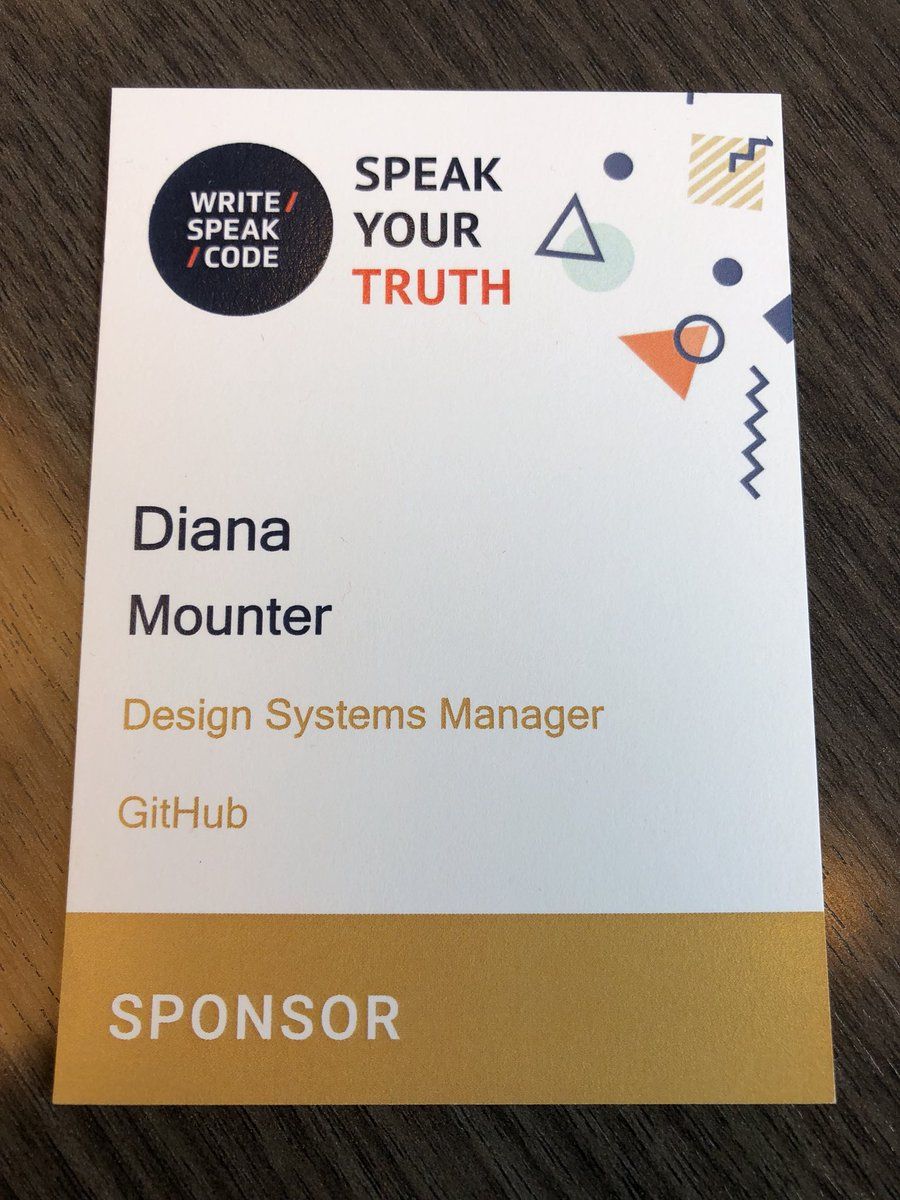 WRITE/
SPEAK
/CODE
SPEAK
YOUR
TRUTH
Diana
Mounter
Design Systems Manager
GitHub
SPONSOR